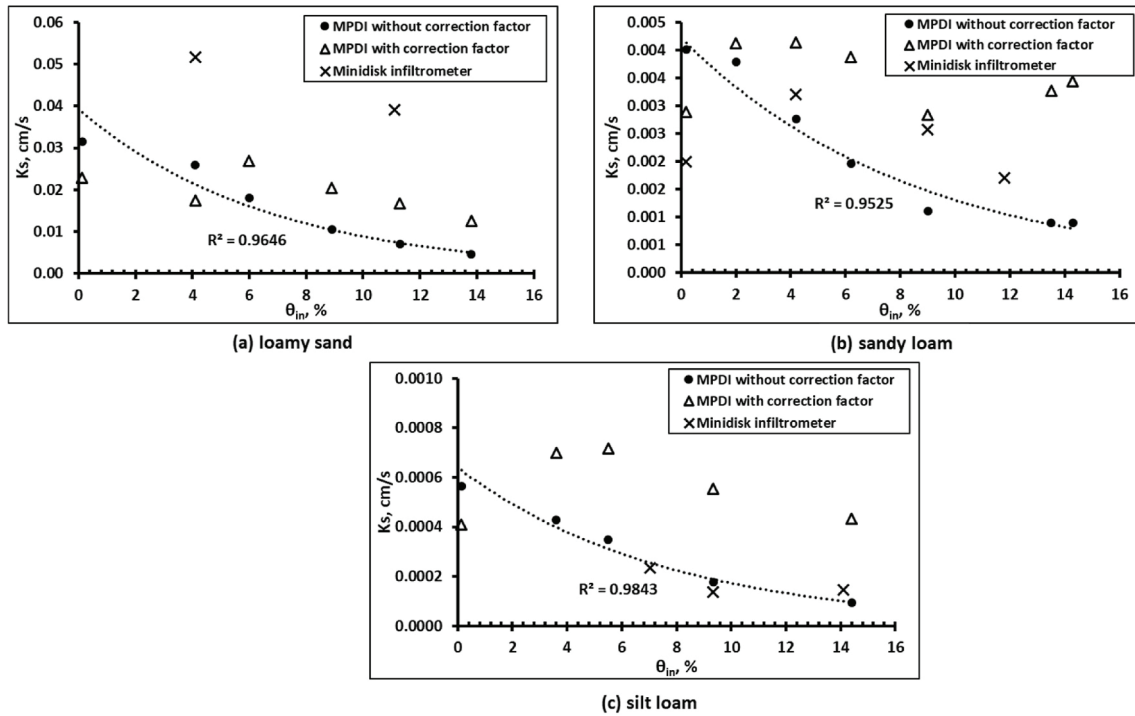 0.06
0.05
0.04
0.03
0.02
0.01
0.00
Ks, cm/s
MPDI without correction factor
MPDI with correction factor
Minidisk infiltrometer
R² = 0.9646
0 2 4 6 8 10 12 14 16
θin, %
(a) loamy sand
0.005
0.004
0.004
0.003
0.003
0.002
0.002
0.001
0.001
0.000
Ks, cm/s
MPDI without correction factor
MPDI with correction factor
Minidisk infiltrometer
R² = 0.9525
0 2 4 6 8 10 12 14 16
θin, %
(b) sandy loam
0.0010
0.0008
0.0006
0.0004
0.0002
0.0000
Ks, cm/s
MPDI without correction factor
MPDI with correction factor
Minidisk infiltrometer
R² = 0.9843
0 2 4 6 8 10 12 14 16
θin, %
(c) silt loam